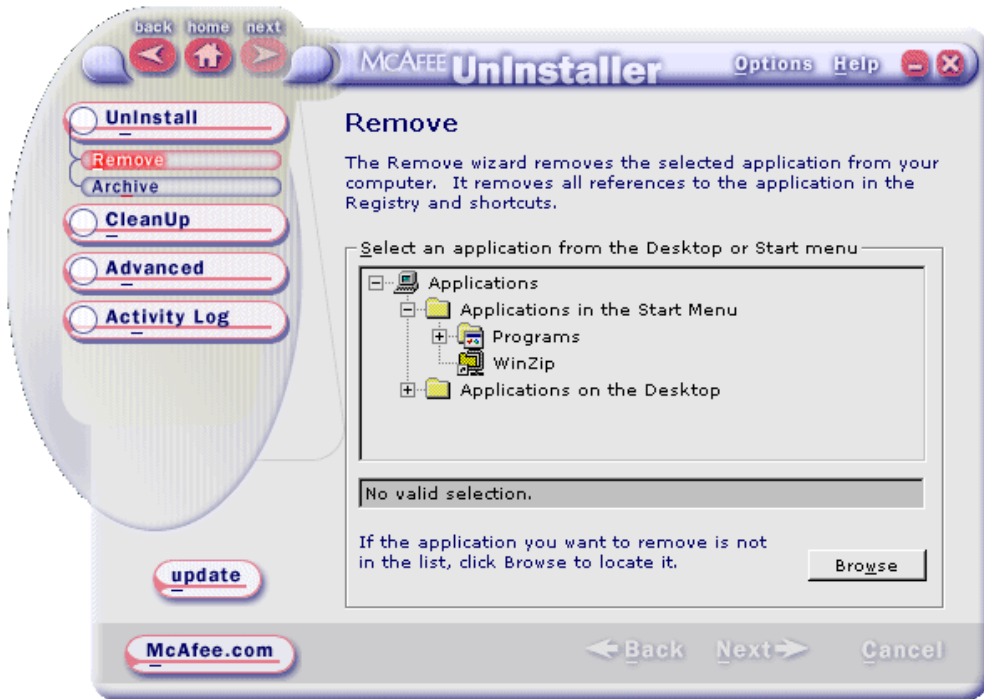 back home next
McAfee UnInstaller
Options Help
UnInstall
Remove
Archive
CleanUp
Advanced
Activity Log
update
McAfee.com
Remove
The Remove wizard removes the selected application from your
computer. It removes all references to the application in the
Registry and shortcuts.
Select an application from the Desktop or Start menu
Applications
Applications in the Start Menu
Programs
WinZip
Applications on the Desktop
No valid selection.
If the application you want to remove is not
in the list, click Browse to locate it.
Browse
Back Next Cancel